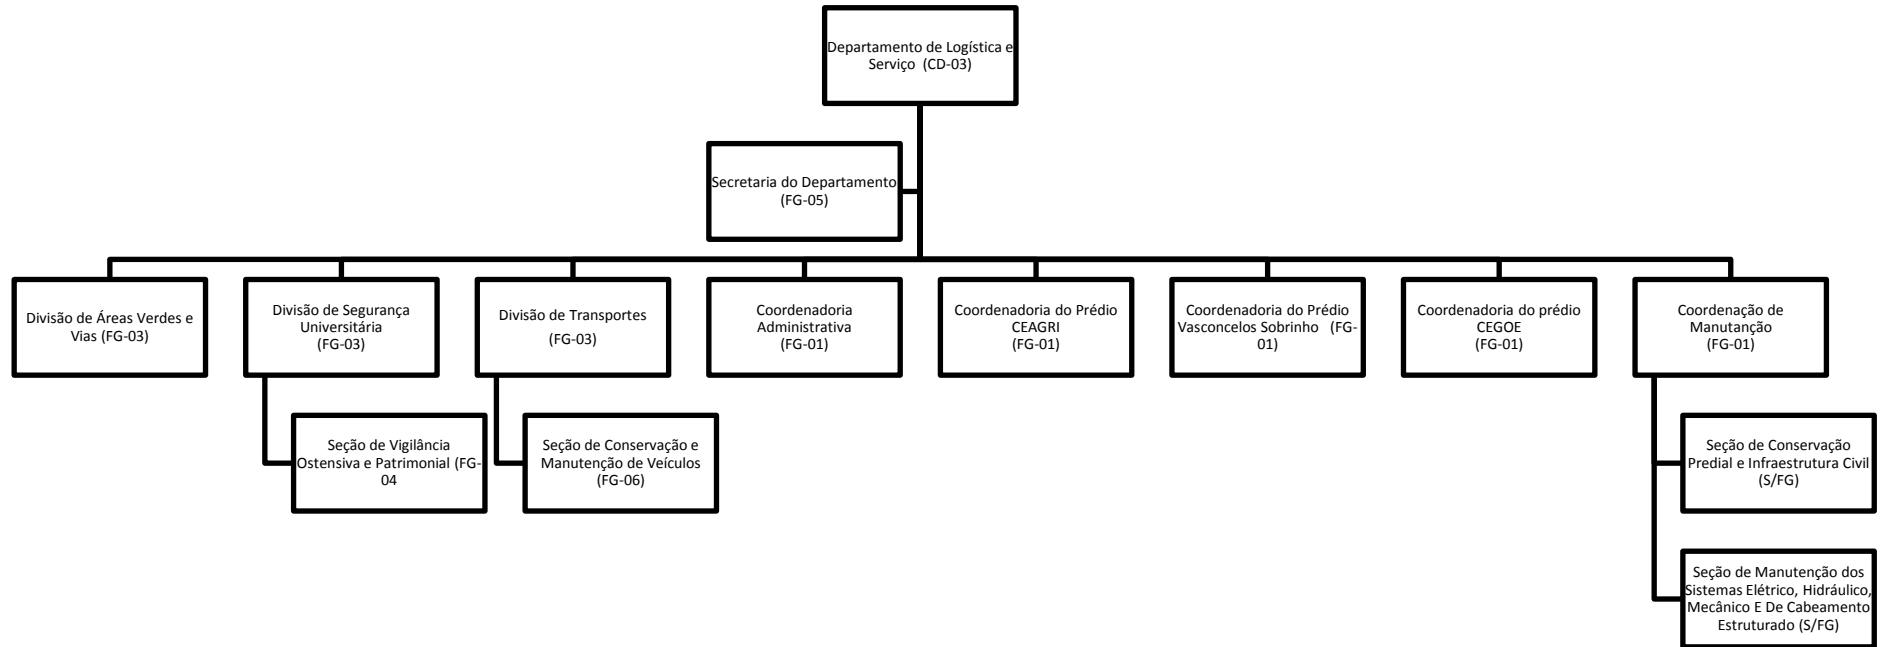 Departamento de Logística e
Serviço (CD-03)
Secretaria do Departamento
(FG-05)
Divisão de Áreas Verdes e
Vias (FG-03)
Divisão de Segurança
Universitária
(FG-03)
Divisão de Transportes
(FG-03)
Coordenadoria
Administrativa
(FG-01)
Coordenadoria do Prédio
CEAGRI
(FG-01)
Coordenadoria do Prédio
Vasconcelos Sobrinho (FG-
01)
Coordenadoria do prédio
CEGOE
(FG-01)
Coordenação de
Manutanção
(FG-01)
Seção de Vigilância
Ostensiva e Patrimonial (FG-
04
Seção de Conservação e
Manutenção de Veículos
(FG-06)
Seção de Conservação
Predial e Infraestrutura Civil
(S/FG)
Seção de Manutenção dos
Sistemas Elétrico, Hidráulico,
Mecânico E De Cabeamento
Estruturado (S/FG)